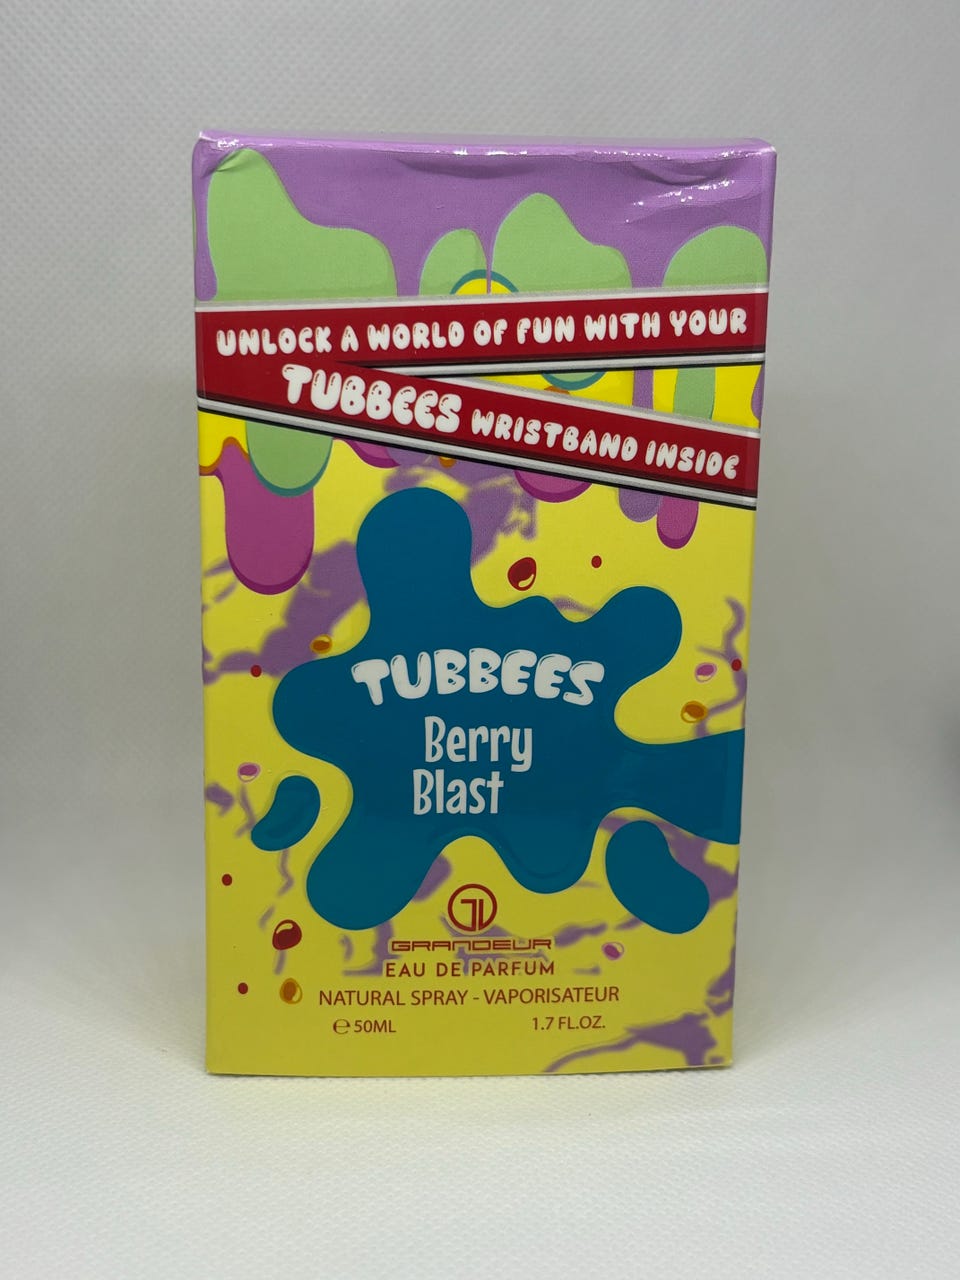 UNLOCK A WORLD OF FUN WITH YOUR
TUBBEES WRISTBAND INSIDE
TUBBEES
Berry
Blast
GRANDEUR
EAU DE PARFUM
NATURAL SPRAY - VAPORISATEUR
℮ 50ML 1.7 FL.OZ.